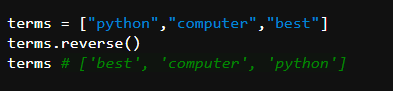 terms = ["python","computer","best"]
terms.reverse()
terms # ['best', 'computer', 'python']